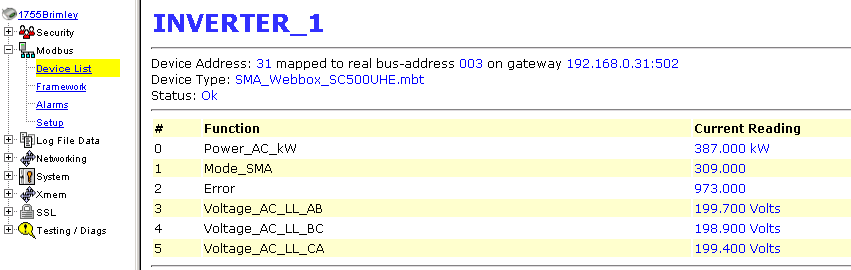 1755Brimley
Security
Modbus
Device List
Framework
Alarms
Setup
Log File Data
Networking
System
Xmem
SSL
Testing / Diags
INVERTER_1
Device Address: 31 mapped to real bus-address 003 on gateway 192.168.0.31:502
Device Type: SMA_Webbox_SC500UHE.mbt
Status: Ok
# Function Current Reading
0 Power_AC_kW 387.000 kW
1 Mode_SMA 309.000
2 Error 973.000
3 Voltage_AC_LL_AB 199.700 Volts
4 Voltage_AC_LL_BC 198.900 Volts
5 Voltage_AC_LL_CA 199.400 Volts